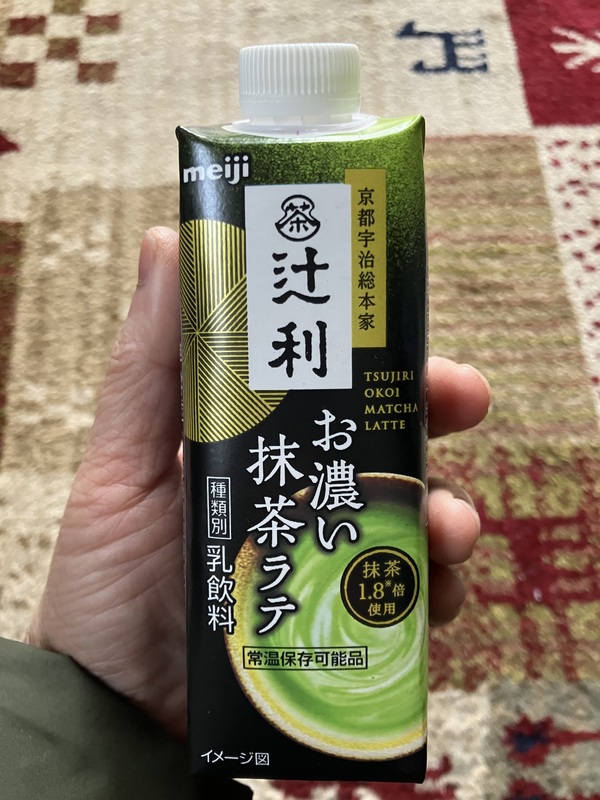 meiji
茶
辻利
京都宇治総本家
TSUJIRI
OKOI
MATCHA
LATTE
お濃い
抹茶ラテ
種類別
乳飲料
抹茶
1.8※倍
使用
常温保存可能品
イメージ図